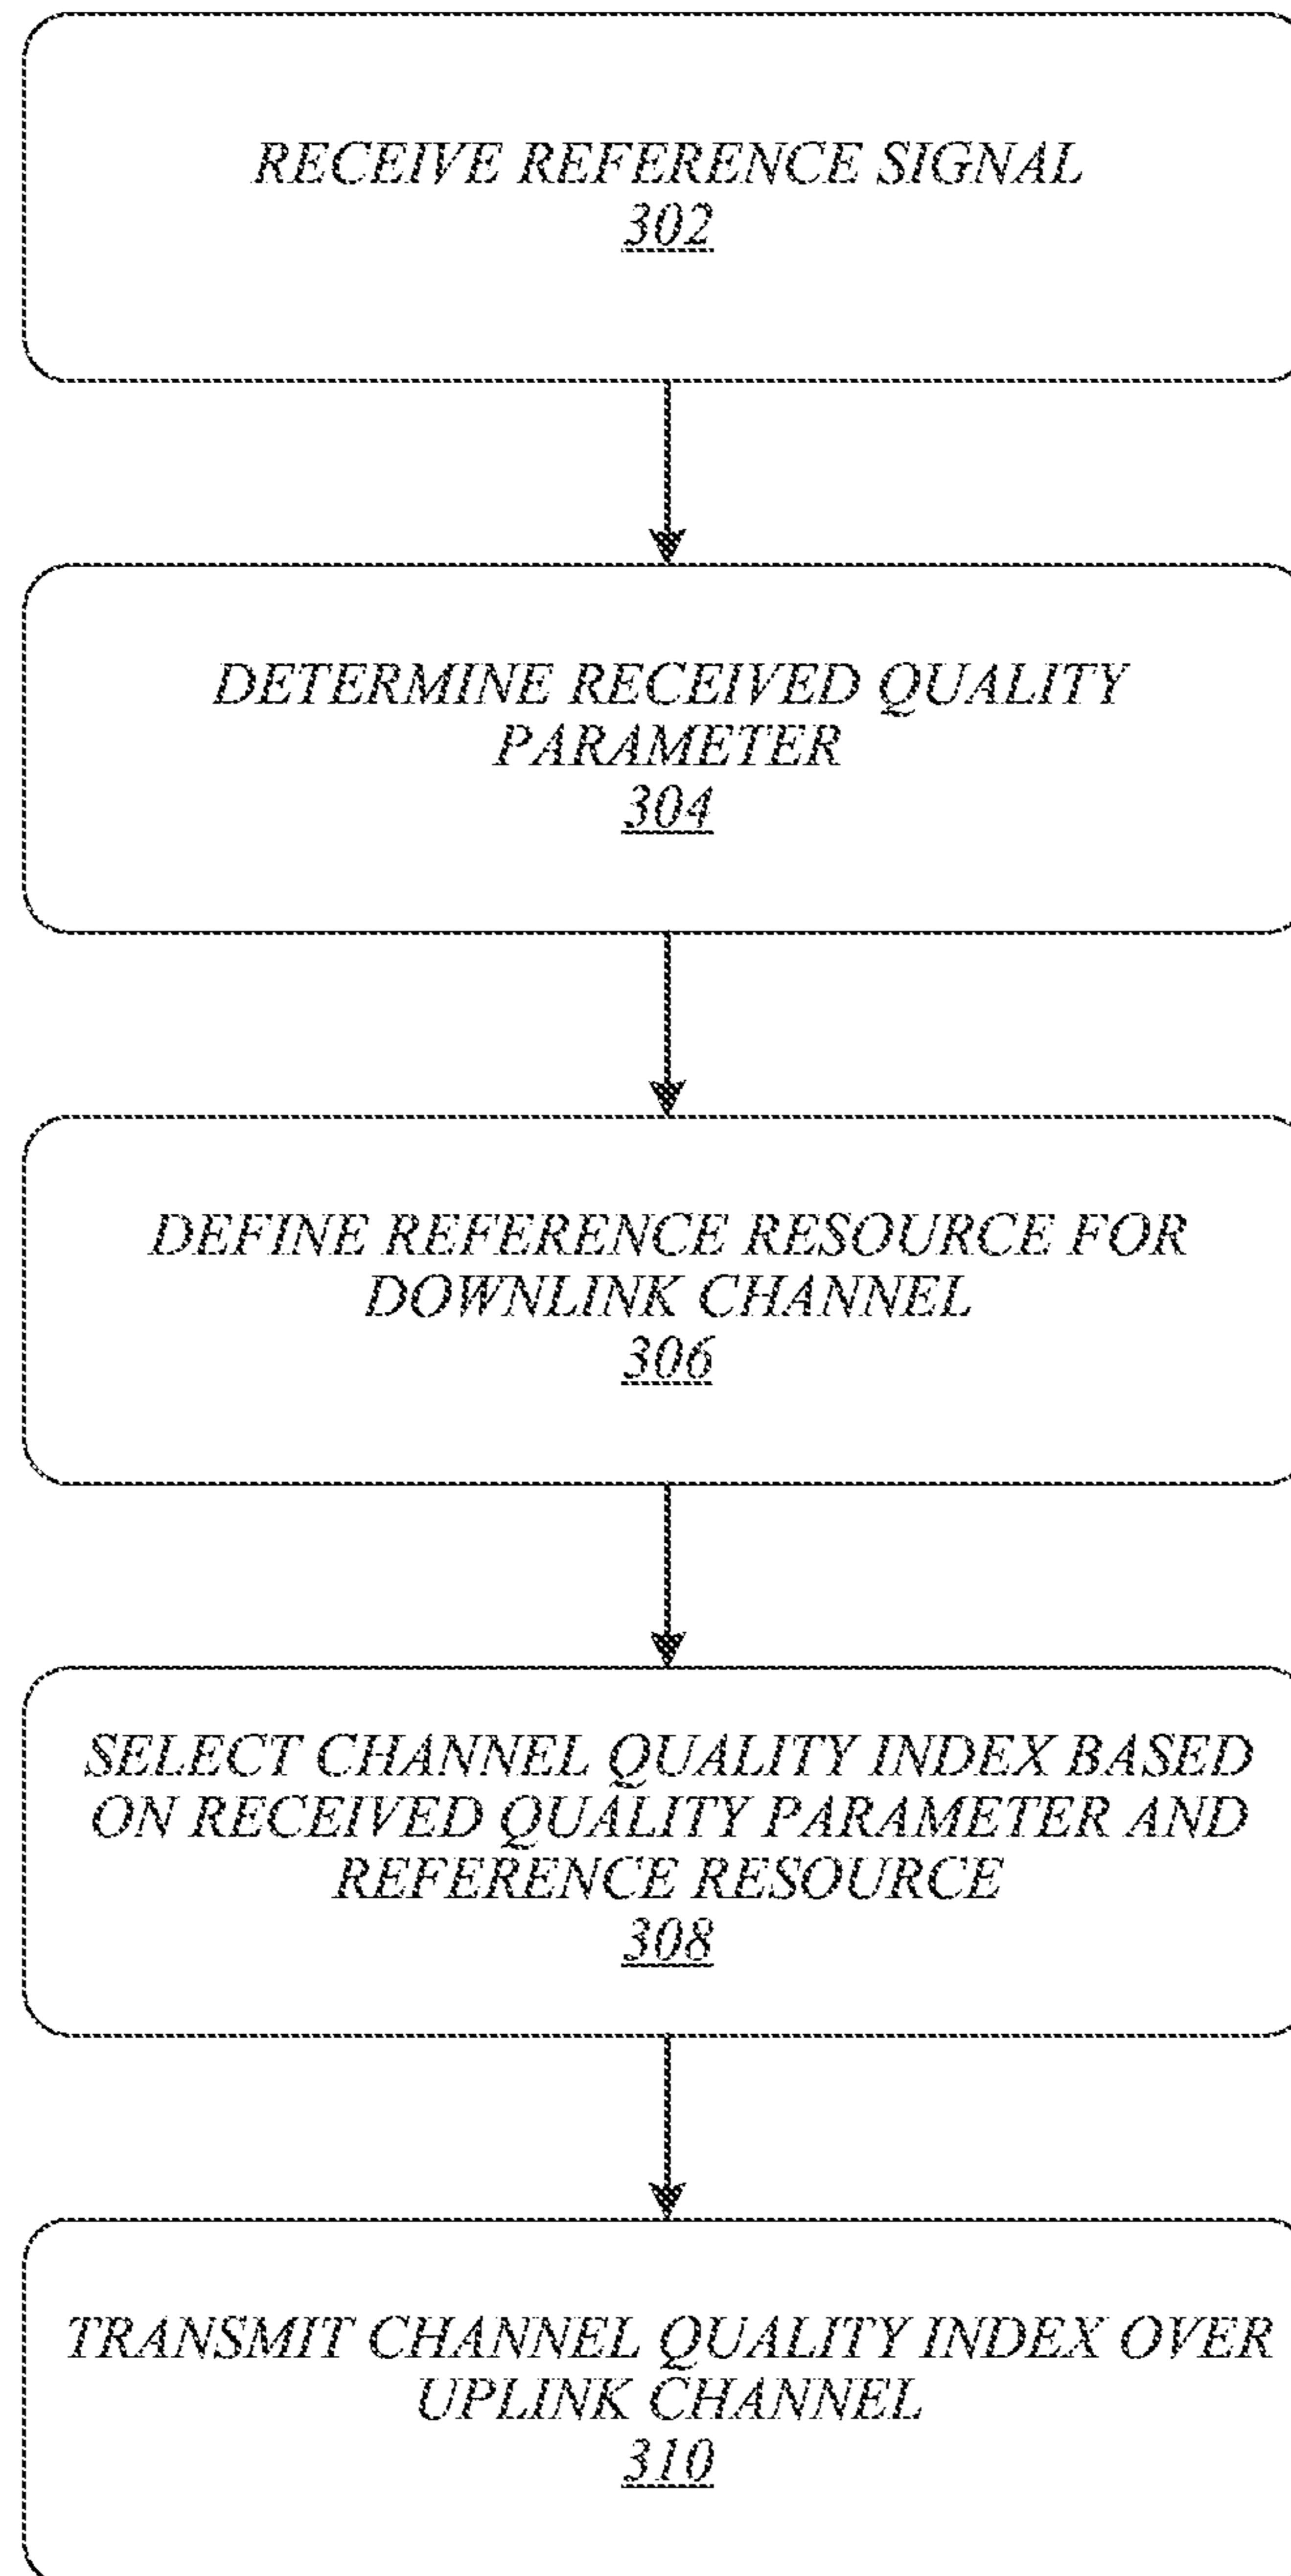 RECEIVE REFERENCE SIGNAL
302
DETERMINE RECEIVED QUALITY
PARAMETER
304
DEFINE REFERENCE RESOURCE FOR
DOWNLINK CHANNEL
306
SELECT CHANNEL QUALITY INDEX BASED
ON RECEIVED QUALITY PARAMETER AND
REFERENCE RESOURCE
308
TRANSMIT CHANNEL QUALITY INDEX OVER
UPLINK CHANNEL
310